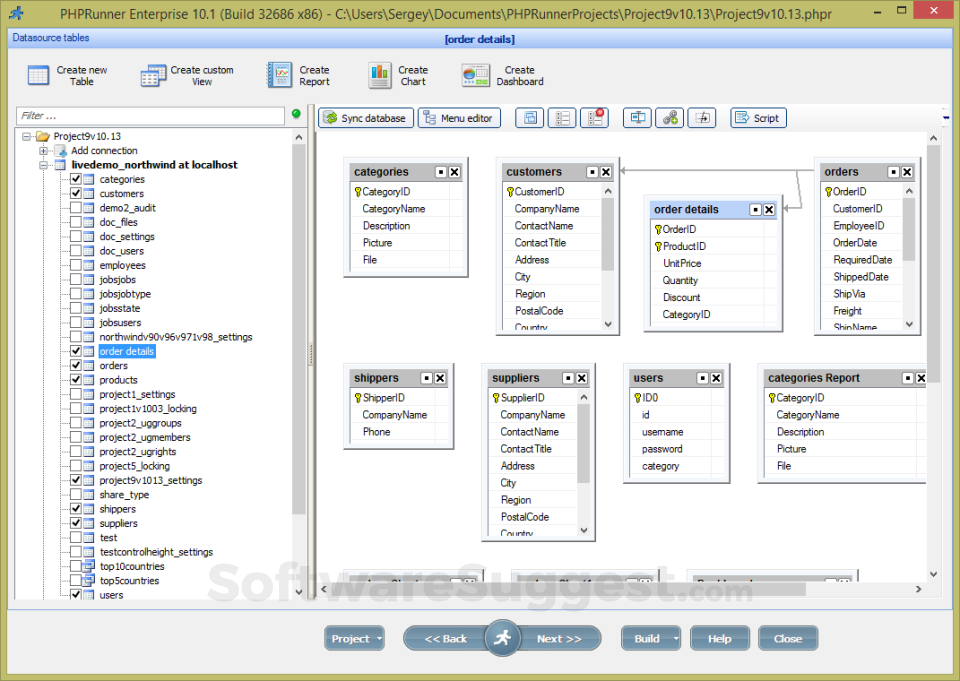 PHPRunner Enterprise 10.1 (Build 32686 x86) - C:\Users\Sergey\Documents\PHPRunnerProjects\Project9v10.13\Project9v10.13.phpr
Datasource tables
[order details]
Create new Table
Create custom View
Create Report
Create Chart
Create Dashboard
Filter ...
Sync database
Menu editor
Script
Project9v10.13
Add connection
livedemo_northwind at localhost
categories
customers
demo2_audit
doc_files
doc_settings
doc_users
employees
jobsjobs
jobsjobtype
jobsstate
jobsusers
northwindv90v96v971v98_settings
order details
orders
products
project1_settings
project1v1003_locking
project2_uggroups
project2_ugmembers
project2_ugrights
project5_locking
project9v1013_settings
share_type
shippers
suppliers
test
testcontrolheight_settings
top10countries
top5countries
users
categories
CategoryID
CategoryName
Description
Picture
File
customers
CustomerID
CompanyName
ContactName
ContactTitle
Address
City
Region
PostalCode
Country
order details
OrderID
ProductID
UnitPrice
Quantity
Discount
CategoryID
orders
OrderID
CustomerID
EmployeeID
OrderDate
RequiredDate
ShippedDate
ShipVia
Freight
ShipName
shippers
ShipperID
CompanyName
Phone
suppliers
SupplierID
CompanyName
ContactName
ContactTitle
Address
City
Region
PostalCode
Country
users
ID0
id
username
password
category
categories Report
CategoryID
CategoryName
Description
Picture
File
SoftwareSuggest.com
Project
<< Back
Next >>
Build
Help
Close